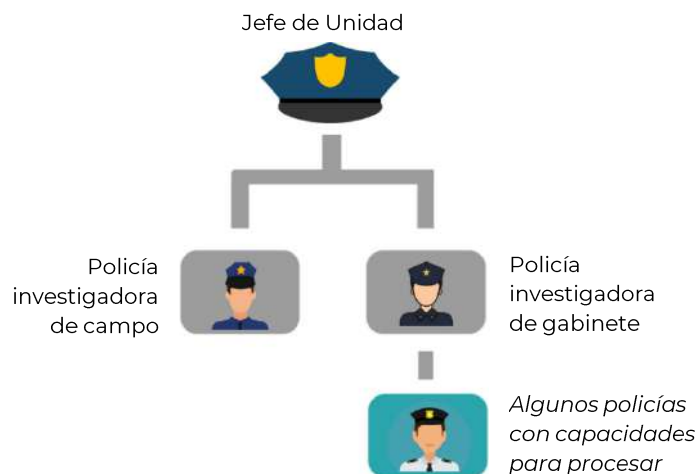 Jefe de Unidad
Policía
investigadora
de campo
Policía
investigadora
de gabinete
Algunos policías
con capacidades
para procesar